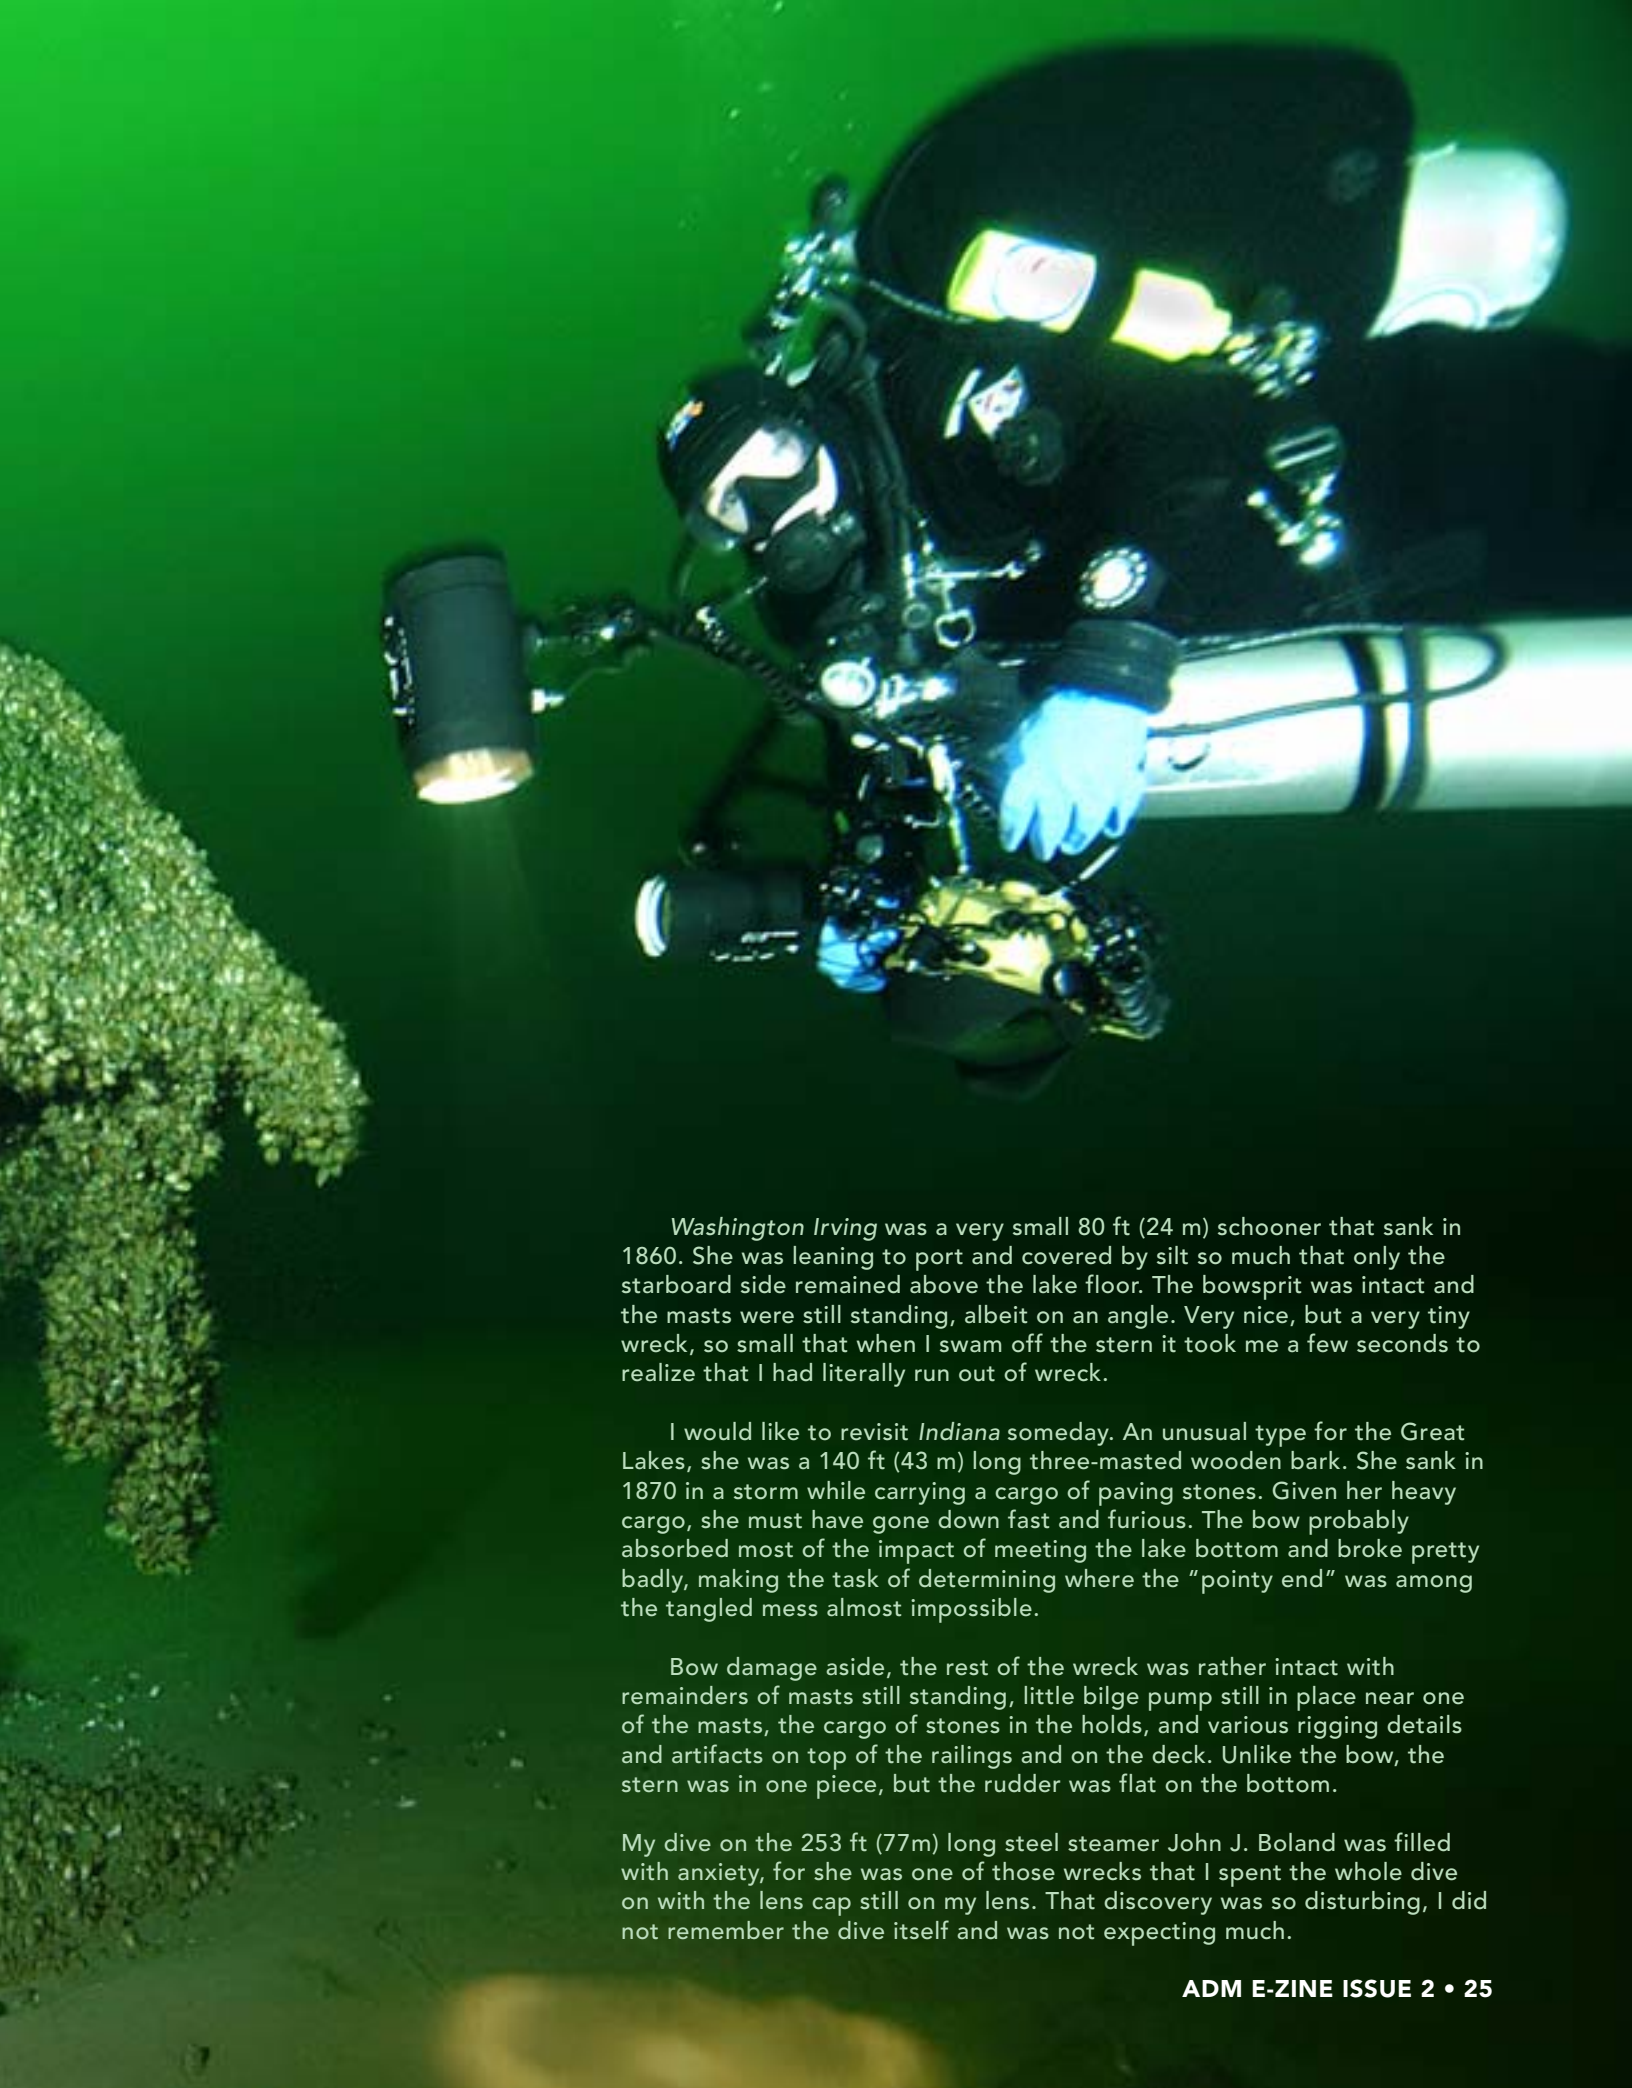 Washington Irving was a very small 80 ft (24 m) schooner that sank in
1860. She was leaning to port and covered by silt so much that only the
starboard side remained above the lake floor. The bowsprit was intact and
the masts were still standing, albeit on an angle. Very nice, but a very tiny
wreck, so small that when I swam off the stern it took me a few seconds to
realize that I had literally run out of wreck.
I would like to revisit Indiana someday. An unusual type for the Great
Lakes, she was a 140 ft (43 m) long three-masted wooden bark. She sank in
1870 in a storm while carrying a cargo of paving stones. Given her heavy
cargo, she must have gone down fast and furious. The bow probably
absorbed most of the impact of meeting the lake bottom and broke pretty
badly, making the task of determining where the “pointy end” was among
the tangled mess almost impossible.
Bow damage aside, the rest of the wreck was rather intact with
remainders of masts still standing, little bilge pump still in place near one
of the masts, the cargo of stones in the holds, and various rigging details
and artifacts on top of the railings and on the deck. Unlike the bow, the
stern was in one piece, but the rudder was flat on the bottom.
My dive on the 253 ft (77m) long steel steamer John J. Boland was filled
with anxiety, for she was one of those wrecks that I spent the whole dive
on with the lens cap still on my lens. That discovery was so disturbing, I did
not remember the dive itself and was not expecting much.
ADM E-ZINE ISSUE 2 • 25